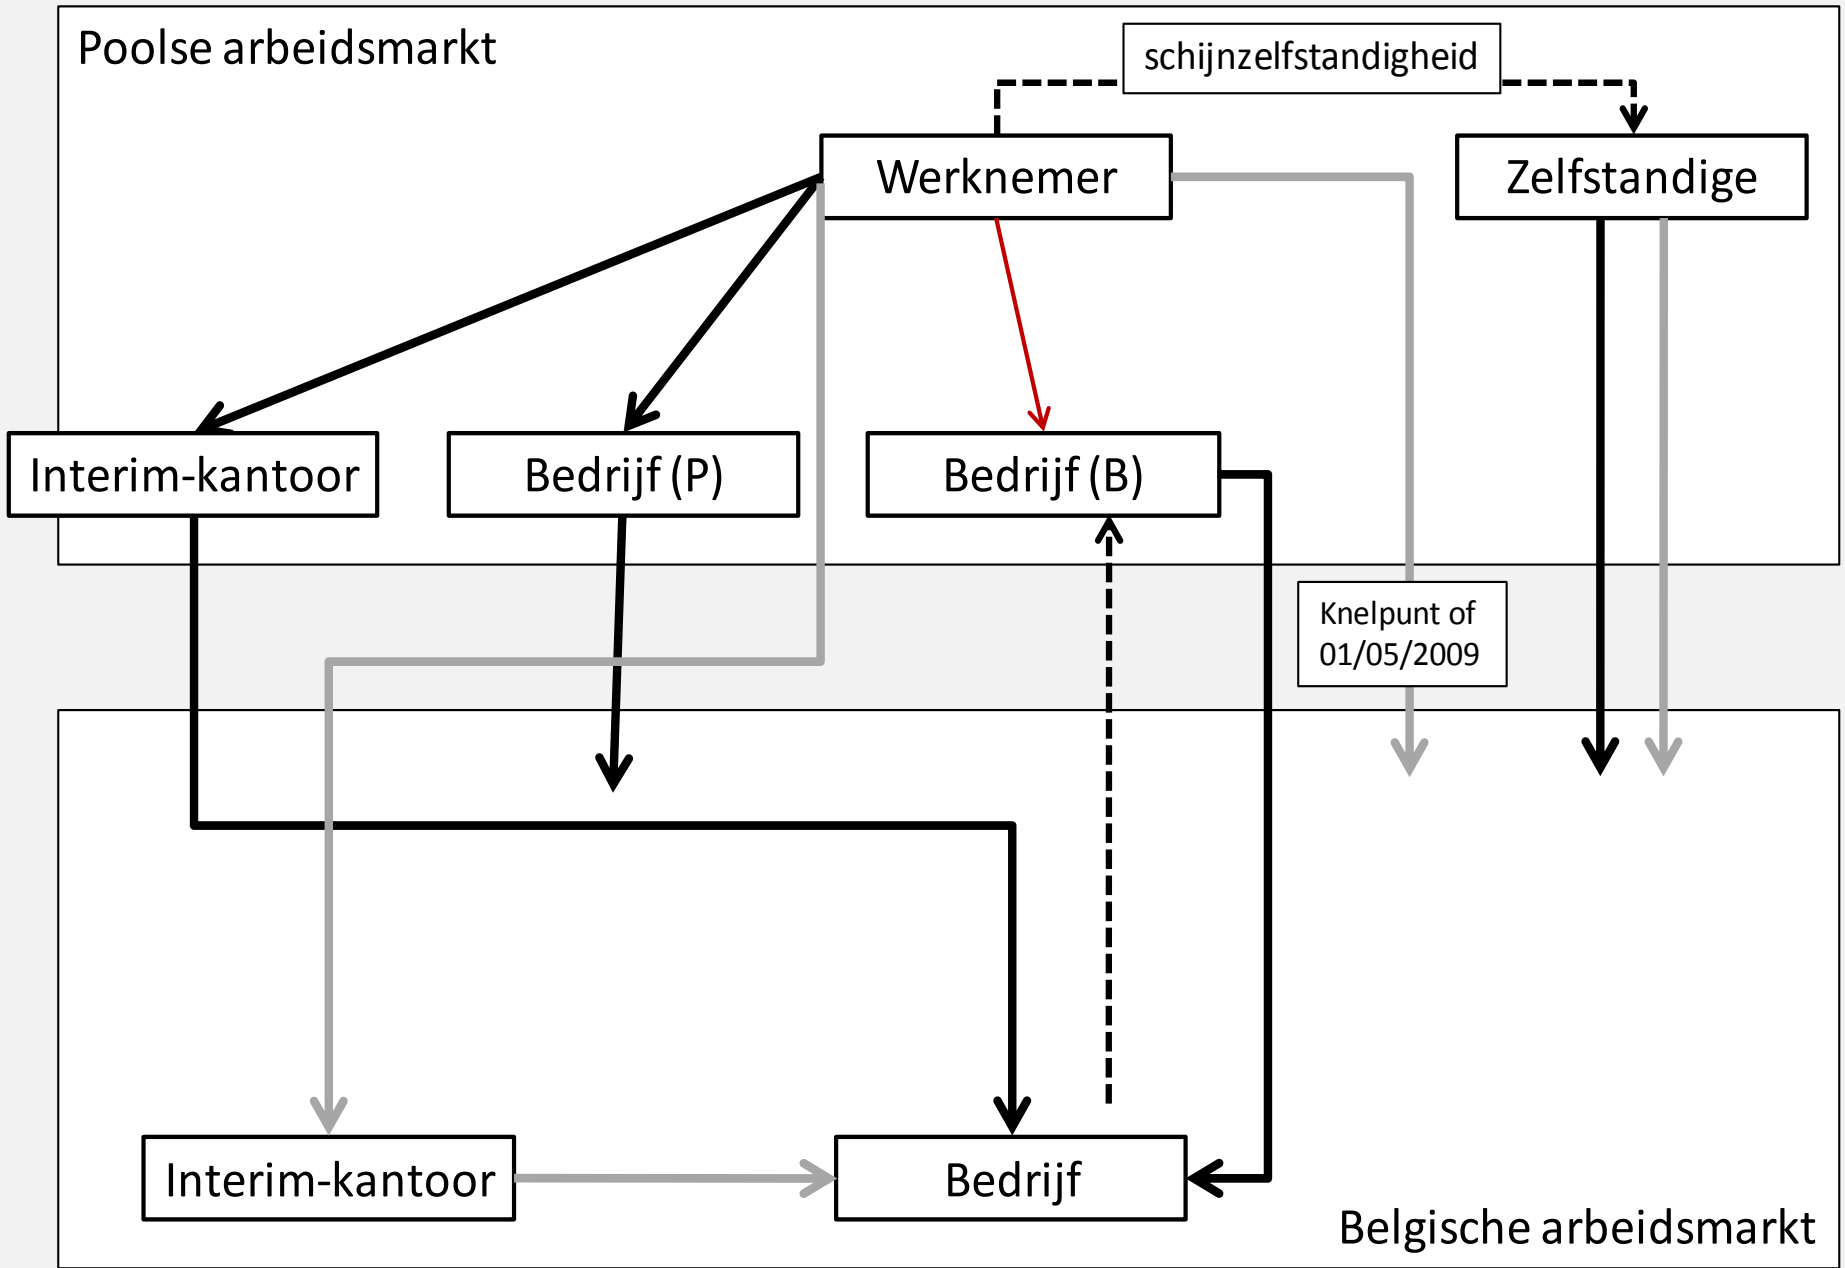 Poolse arbeidsmarkt
schijnzelfstandigheid
Werknemer
Zelfstandige
Interim-kantoor
Bedrijf (P)
Bedrijf (B)
Knelpunt of
01/05/2009
Interim-kantoor
Bedrijf
Belgische arbeidsmarkt